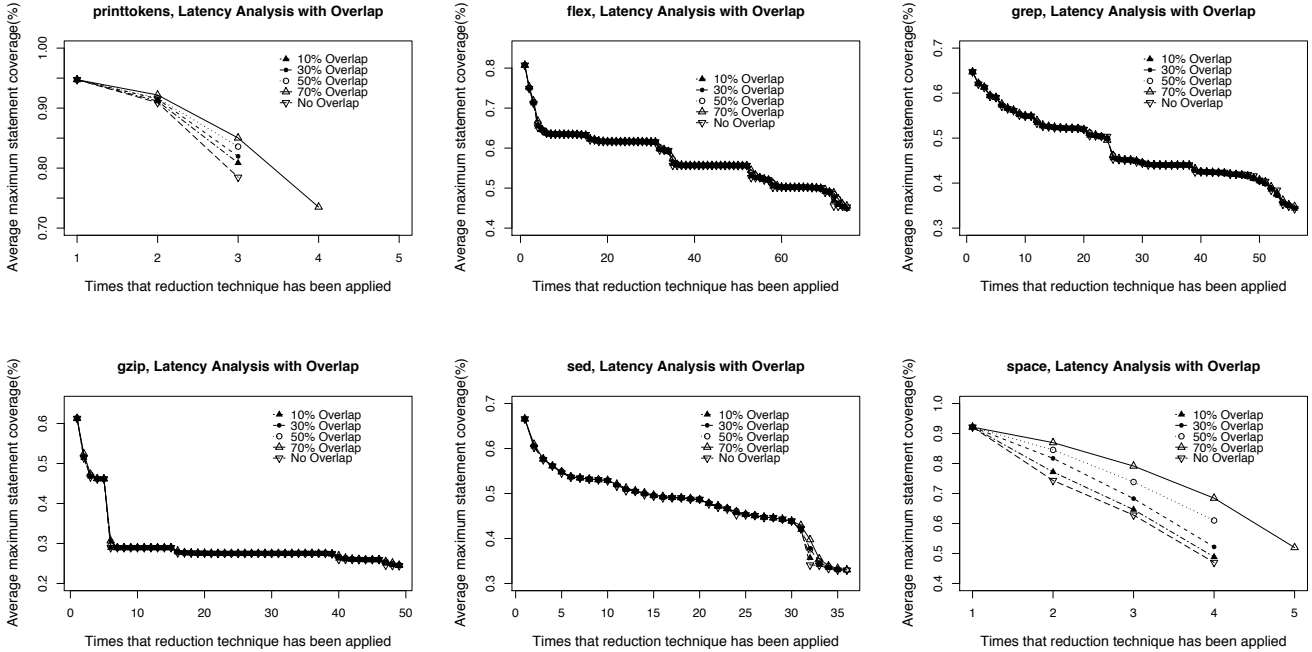 printtokens, Latency Analysis with Overlap
Average maximum statement coverage(%)
1.00
0.90
0.80
0.70
10% Overlap
30% Overlap
50% Overlap
70% Overlap
No Overlap
1 2 3 4 5
Times that reduction technique has been applied
flex, Latency Analysis with Overlap
Average maximum statement coverage(%)
0.8
0.7
0.6
0.5
0.4
10% Overlap
30% Overlap
50% Overlap
70% Overlap
No Overlap
0 20 40 60
Times that reduction technique has been applied
grep, Latency Analysis with Overlap
Average maximum statement coverage(%)
0.7
0.6
0.5
0.4
0.3
10% Overlap
30% Overlap
50% Overlap
70% Overlap
No Overlap
0 10 20 30 40 50
Times that reduction technique has been applied
gzip, Latency Analysis with Overlap
Average maximum statement coverage(%)
0.6
0.5
0.4
0.3
0.2
10% Overlap
30% Overlap
50% Overlap
70% Overlap
No Overlap
0 10 20 30 40 50
Times that reduction technique has been applied
sed, Latency Analysis with Overlap
Average maximum statement coverage(%)
0.7
0.6
0.5
0.4
0.3
10% Overlap
30% Overlap
50% Overlap
70% Overlap
No Overlap
0 5 10 15 20 25 30 35
Times that reduction technique has been applied
space, Latency Analysis with Overlap
Average maximum statement coverage(%)
1.0
0.9
0.8
0.7
0.6
0.5
0.4
10% Overlap
30% Overlap
50% Overlap
70% Overlap
No Overlap
1 2 3 4 5
Times that reduction technique has been applied